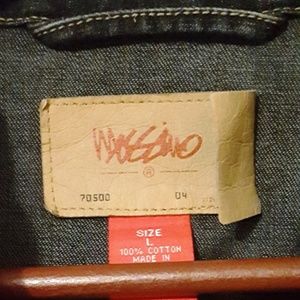 Mossimo
®
70500 04
SIZE
L
100% COTTON
MADE IN